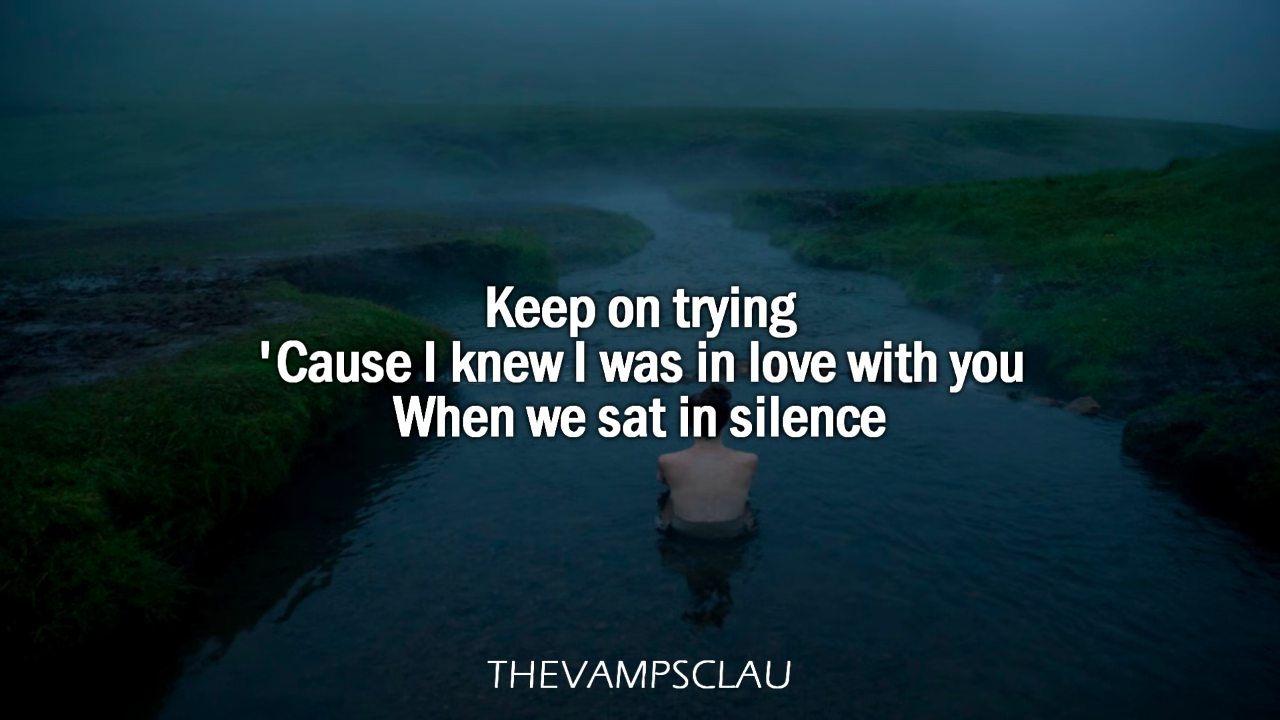 Keep on trying
'Cause I knew I was in love with you
When we sat in silence
THEVAMPSCLAU